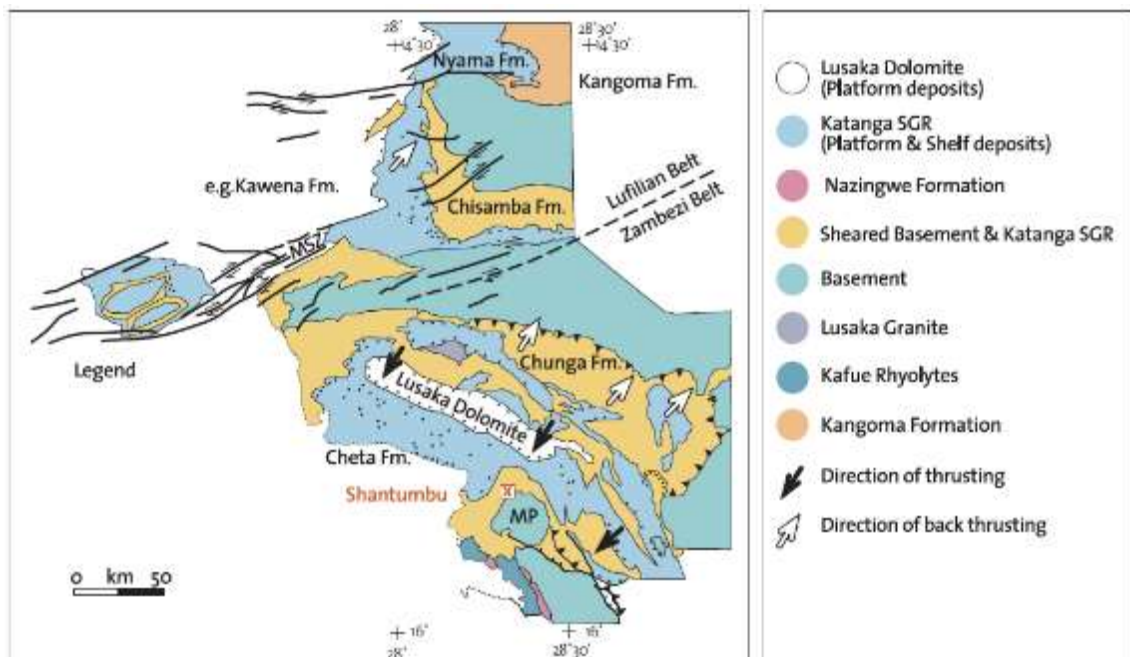 28°
14°30'
28°30'
14°30'
Nyama Fm.
Kangoma Fm.
e.g.Kawena Fm.
Chisamba Fm.
Lufilian Belt
Zambezi Belt
MSZ
Legend
Chunga Fm.
Lusaka Dolomite
Cheta Fm.
Shantumbu
X
MP
0 km 50
16°
28°
16°
28°30'
Lusaka Dolomite
(Platform deposits)
Katanga SGR
(Platform & Shelf deposits)
Nazingwe Formation
Sheared Basement & Katanga SGR
Basement
Lusaka Granite
Kafue Rhyolytes
Kangoma Formation
Direction of thrusting
Direction of back thrusting